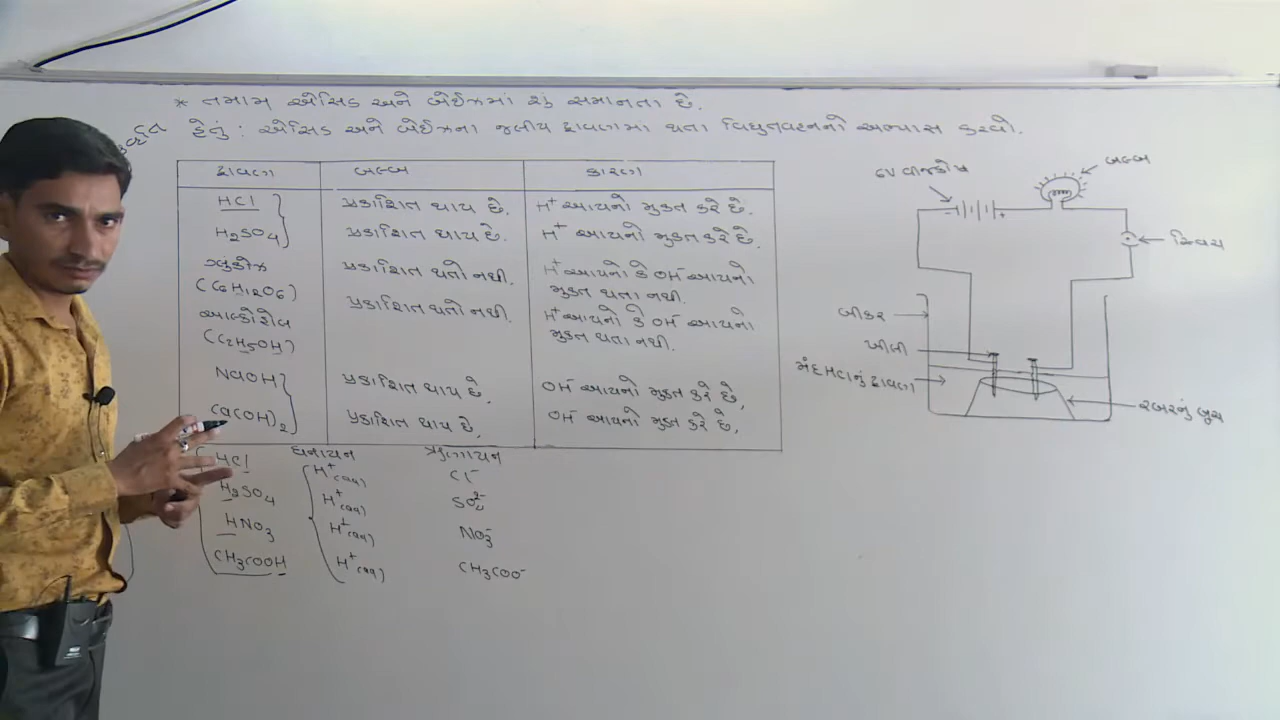 * તમામ એસિડ અને બેઈઝમાં શું સમાનતા છે.
હેતું : એસિડ અને બેઈઝના જલીય દ્રાવણમાં થતા વિદ્યુતવહનનો અભ્યાસ કરવો.
દ્રાવણ બલ્બ કારણ
HCl પ્રકાશિત થાય છે. H⁺ આયનો મુક્ત કરે છે.
H₂SO₄ પ્રકાશિત થાય છે. H⁺ આયનો મુક્ત કરે છે.
ગ્લુકોઝ પ્રકાશિત થતો નથી. H⁺ આયનો કે OH⁻ આયનો
(C₆H₁₂O₆) મુક્ત થતા નથી.
આલ્કોહોલ પ્રકાશિત થતો નથી. H⁺ આયનો કે OH⁻ આયનો
(C₂H₅OH) મુક્ત થતા નથી.
NaOH પ્રકાશિત થાય છે. OH⁻ આયનો મુક્ત કરે છે.
Ca(OH)₂ પ્રકાશિત થાય છે. OH⁻ આયનો મુક્ત કરે છે.
ધનાયન ઋણાયન
HCl H⁺(aq) Cl⁻
H₂SO₄ H⁺(aq) SO₄²⁻
HNO₃ H⁺(aq) NO₃⁻
CH₃COOH H⁺(aq) CH₃COO⁻
બલ્બ
6V વીજકોષ
- +
સ્વિચ
બીકર
ખીલી
મંદ HClનું દ્રાવણ
રબરનું બૂચ